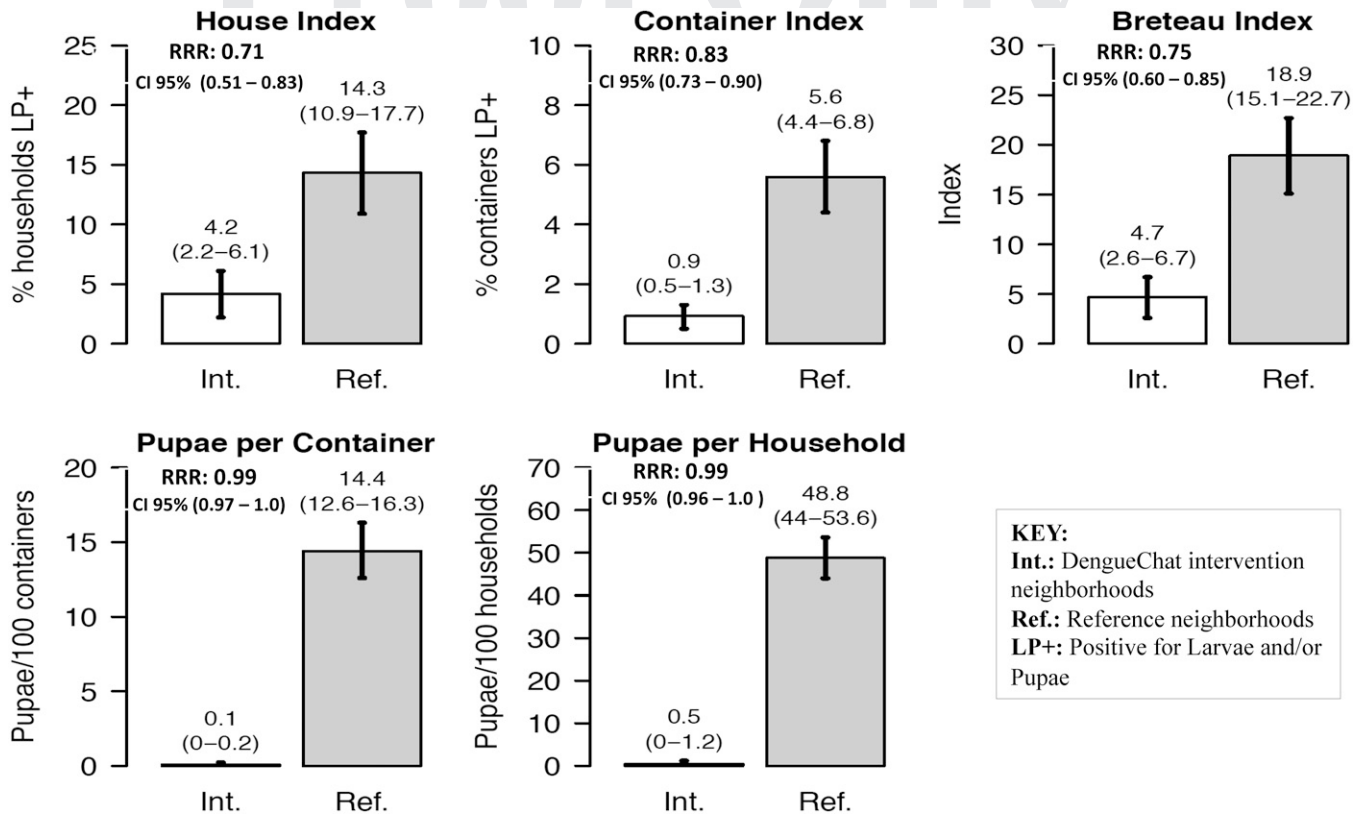 House Index
RRR: 0.71
CI 95% (0.51 – 0.83)
% households LP+
25
20
15
10
5
0
4.2
(2.2–6.1)
14.3
(10.9–17.7)
Int.
Ref.
Container Index
RRR: 0.83
CI 95% (0.73 – 0.90)
% containers LP+
10
8
6
4
2
0
0.9
(0.5–1.3)
5.6
(4.4–6.8)
Int.
Ref.
Breteau Index
RRR: 0.75
CI 95% (0.60 – 0.85)
Index
30
25
20
15
10
5
0
4.7
(2.6–6.7)
18.9
(15.1–22.7)
Int.
Ref.
Pupae per Container
RRR: 0.99
CI 95% (0.97 – 1.0)
Pupae/100 containers
20
15
10
5
0
0.1
(0–0.2)
14.4
(12.6–16.3)
Int.
Ref.
Pupae per Household
RRR: 0.99
CI 95% (0.96 – 1.0 )
Pupae/100 households
70
60
50
40
30
20
10
0
0.5
(0–1.2)
48.8
(44–53.6)
Int.
Ref.
KEY:
Int.: DengueChat intervention
neighborhoods
Ref.: Reference neighborhoods
LP+: Positive for Larvae and/or
Pupae